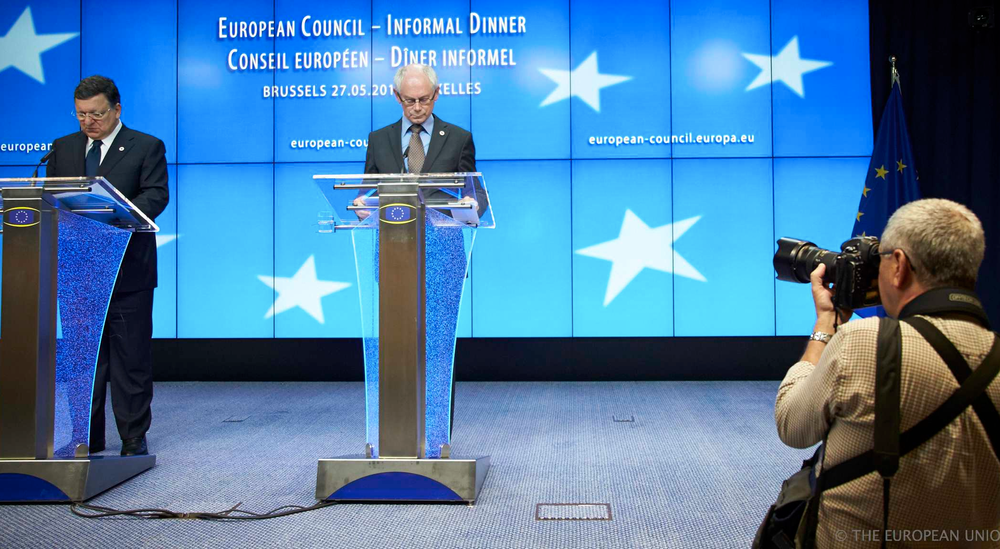 EUROPEAN COUNCIL – INFORMAL DINNER
CONSEIL EUROPÉEN – DÎNER INFORMEL
BRUSSELS 27.05.201 XELLES
european
european-cou
european-council.europa.eu
© THE EUROPEAN UNIO